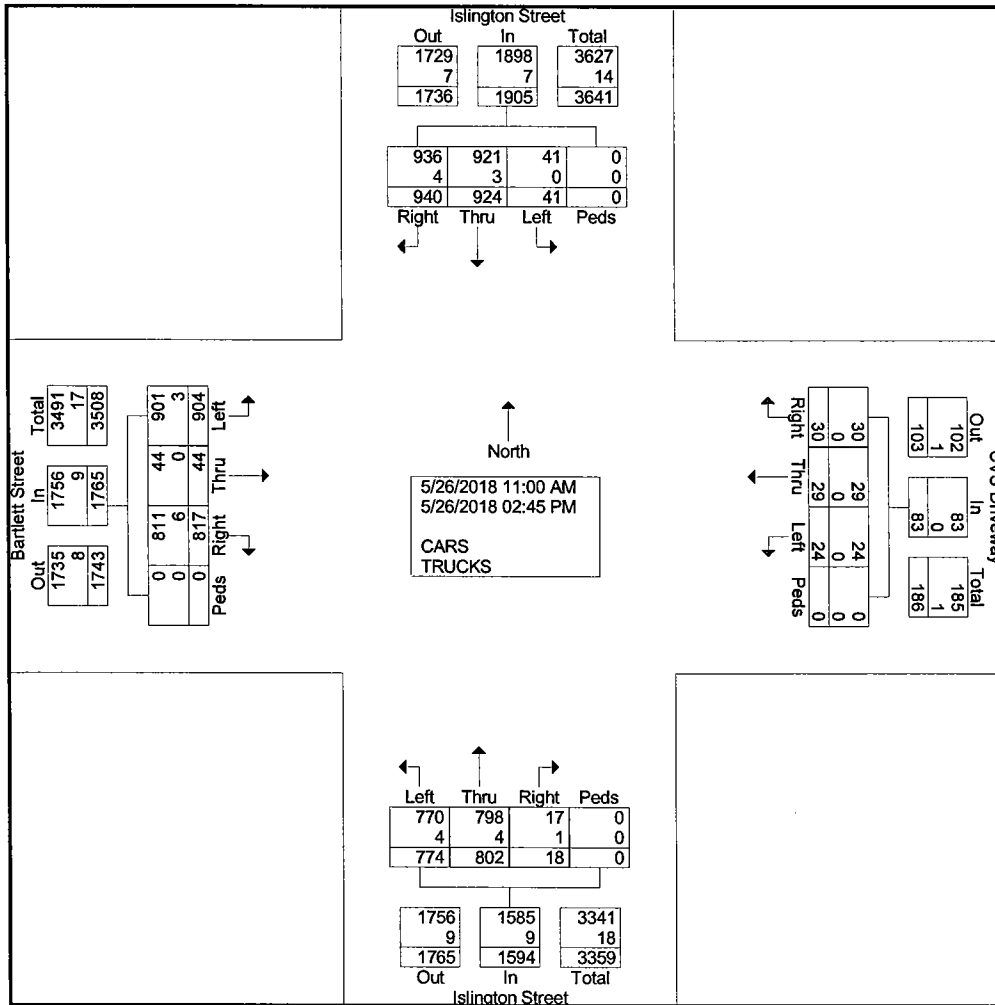 Islington Street
Out In Total
1729 1898 3627
7 7 14
1736 1905 3641
936 921 41 0
4 3 0 0
940 924 41 0
Right Thru Left Peds
Bartlett Street
Total In Out
3491 1756 1735
17 9 8
3508 1765 1743
901 44 811 0
3 0 6 0
904 44 817 0
Left Thru Right Peds
North
5/26/2018 11:00 AM
5/26/2018 02:45 PM
CARS
TRUCKS
Right Thru Left Peds
30 29 24 0
0 0 0 0
30 29 24 0
Out In Total
102 83 185
1 0 1
103 83 186
Left Thru Right Peds
770 798 17 0
4 4 1 0
774 802 18 0
1756 1585 3341
9 9 18
1765 1594 3359
Out In Total
Islington Street